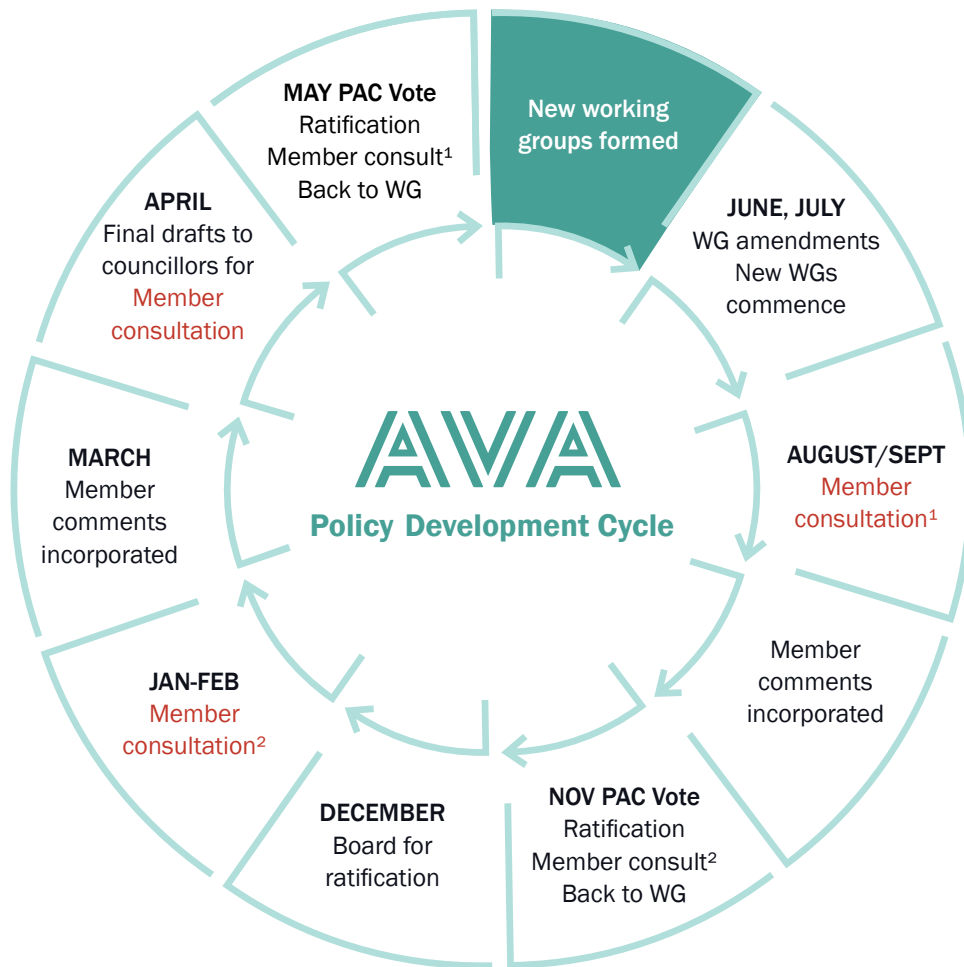 New working
groups formed
JUNE, JULY
WG amendments
New WGs
commence
AUGUST/SEPT
Member
consultation¹
Member
comments
incorporated
NOV PAC Vote
Ratification
Member consult²
Back to WG
DECEMBER
Board for
ratification
JAN-FEB
Member
consultation²
MARCH
Member
comments
incorporated
APRIL
Final drafts to
councillors for
Member
consultation
MAY PAC Vote
Ratification
Member consult¹
Back to WG
AVA
Policy Development Cycle